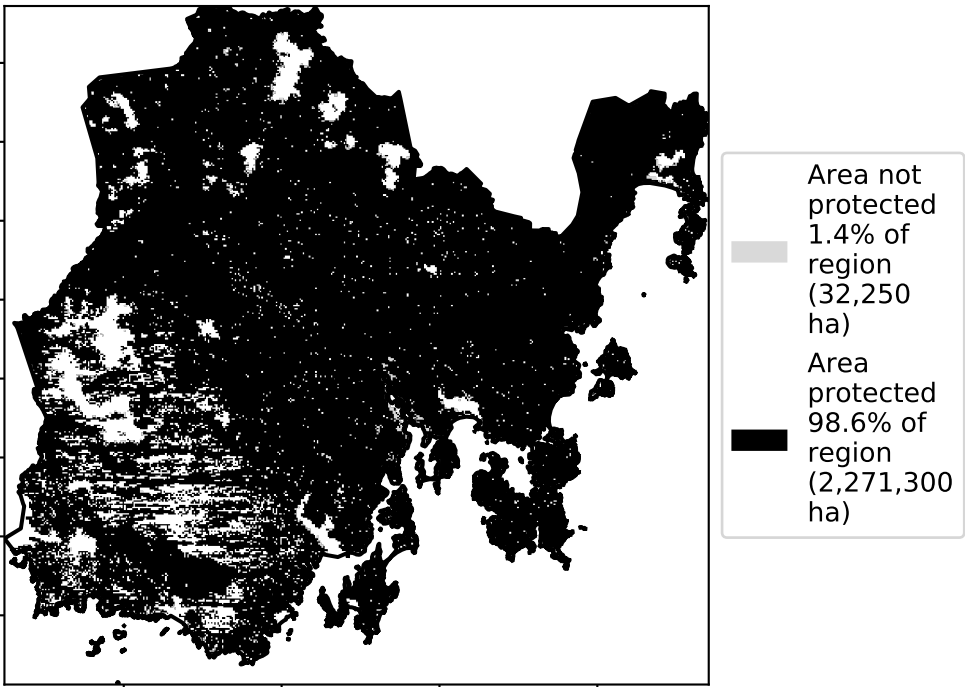 Area not
protected
1.4% of
region
(32,250
ha)
Area
protected
98.6% of
region
(2,271,300
ha)